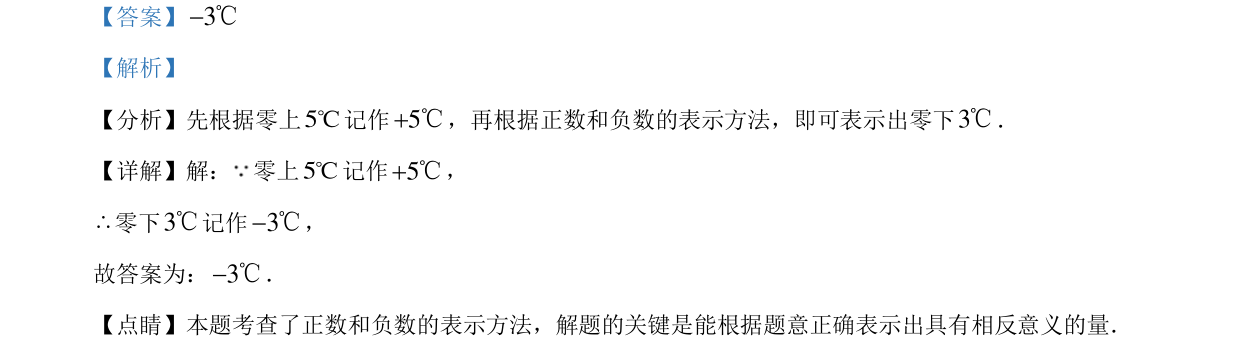 【答案】−3℃
【解析】
【分析】先根据零上5℃记作+5℃，再根据正数和负数的表示方法，即可表示出零下3℃．
【详解】解：∵零上5℃记作+5℃，
∴零下3℃记作−3℃，
故答案为：−3℃．
【点睛】本题考查了正数和负数的表示方法，解题的关键是能根据题意正确表示出具有相反意义的量．